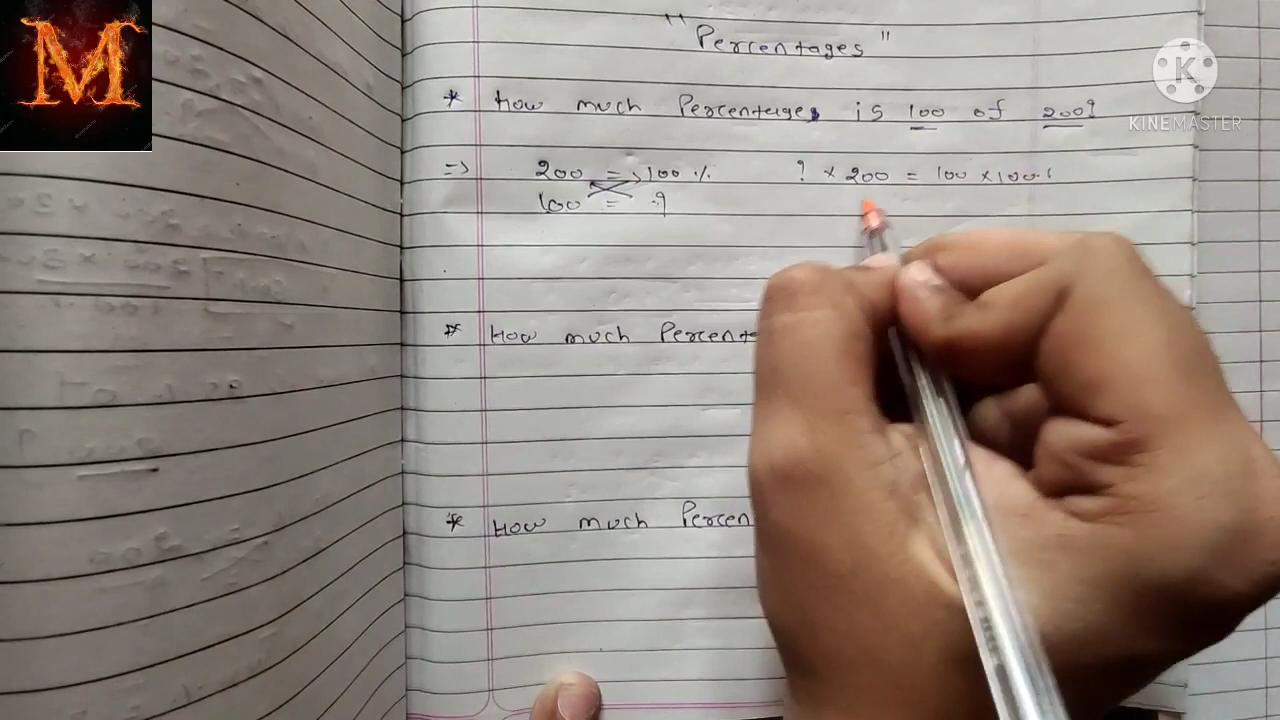 M
" Percentages "
K
KINEMASTER
* How much Percentages is 100 of 200?
=> 200 = 100 % ? × 200 = 100 × 100%
100 = ?
* How much Percenta
* How much Percen